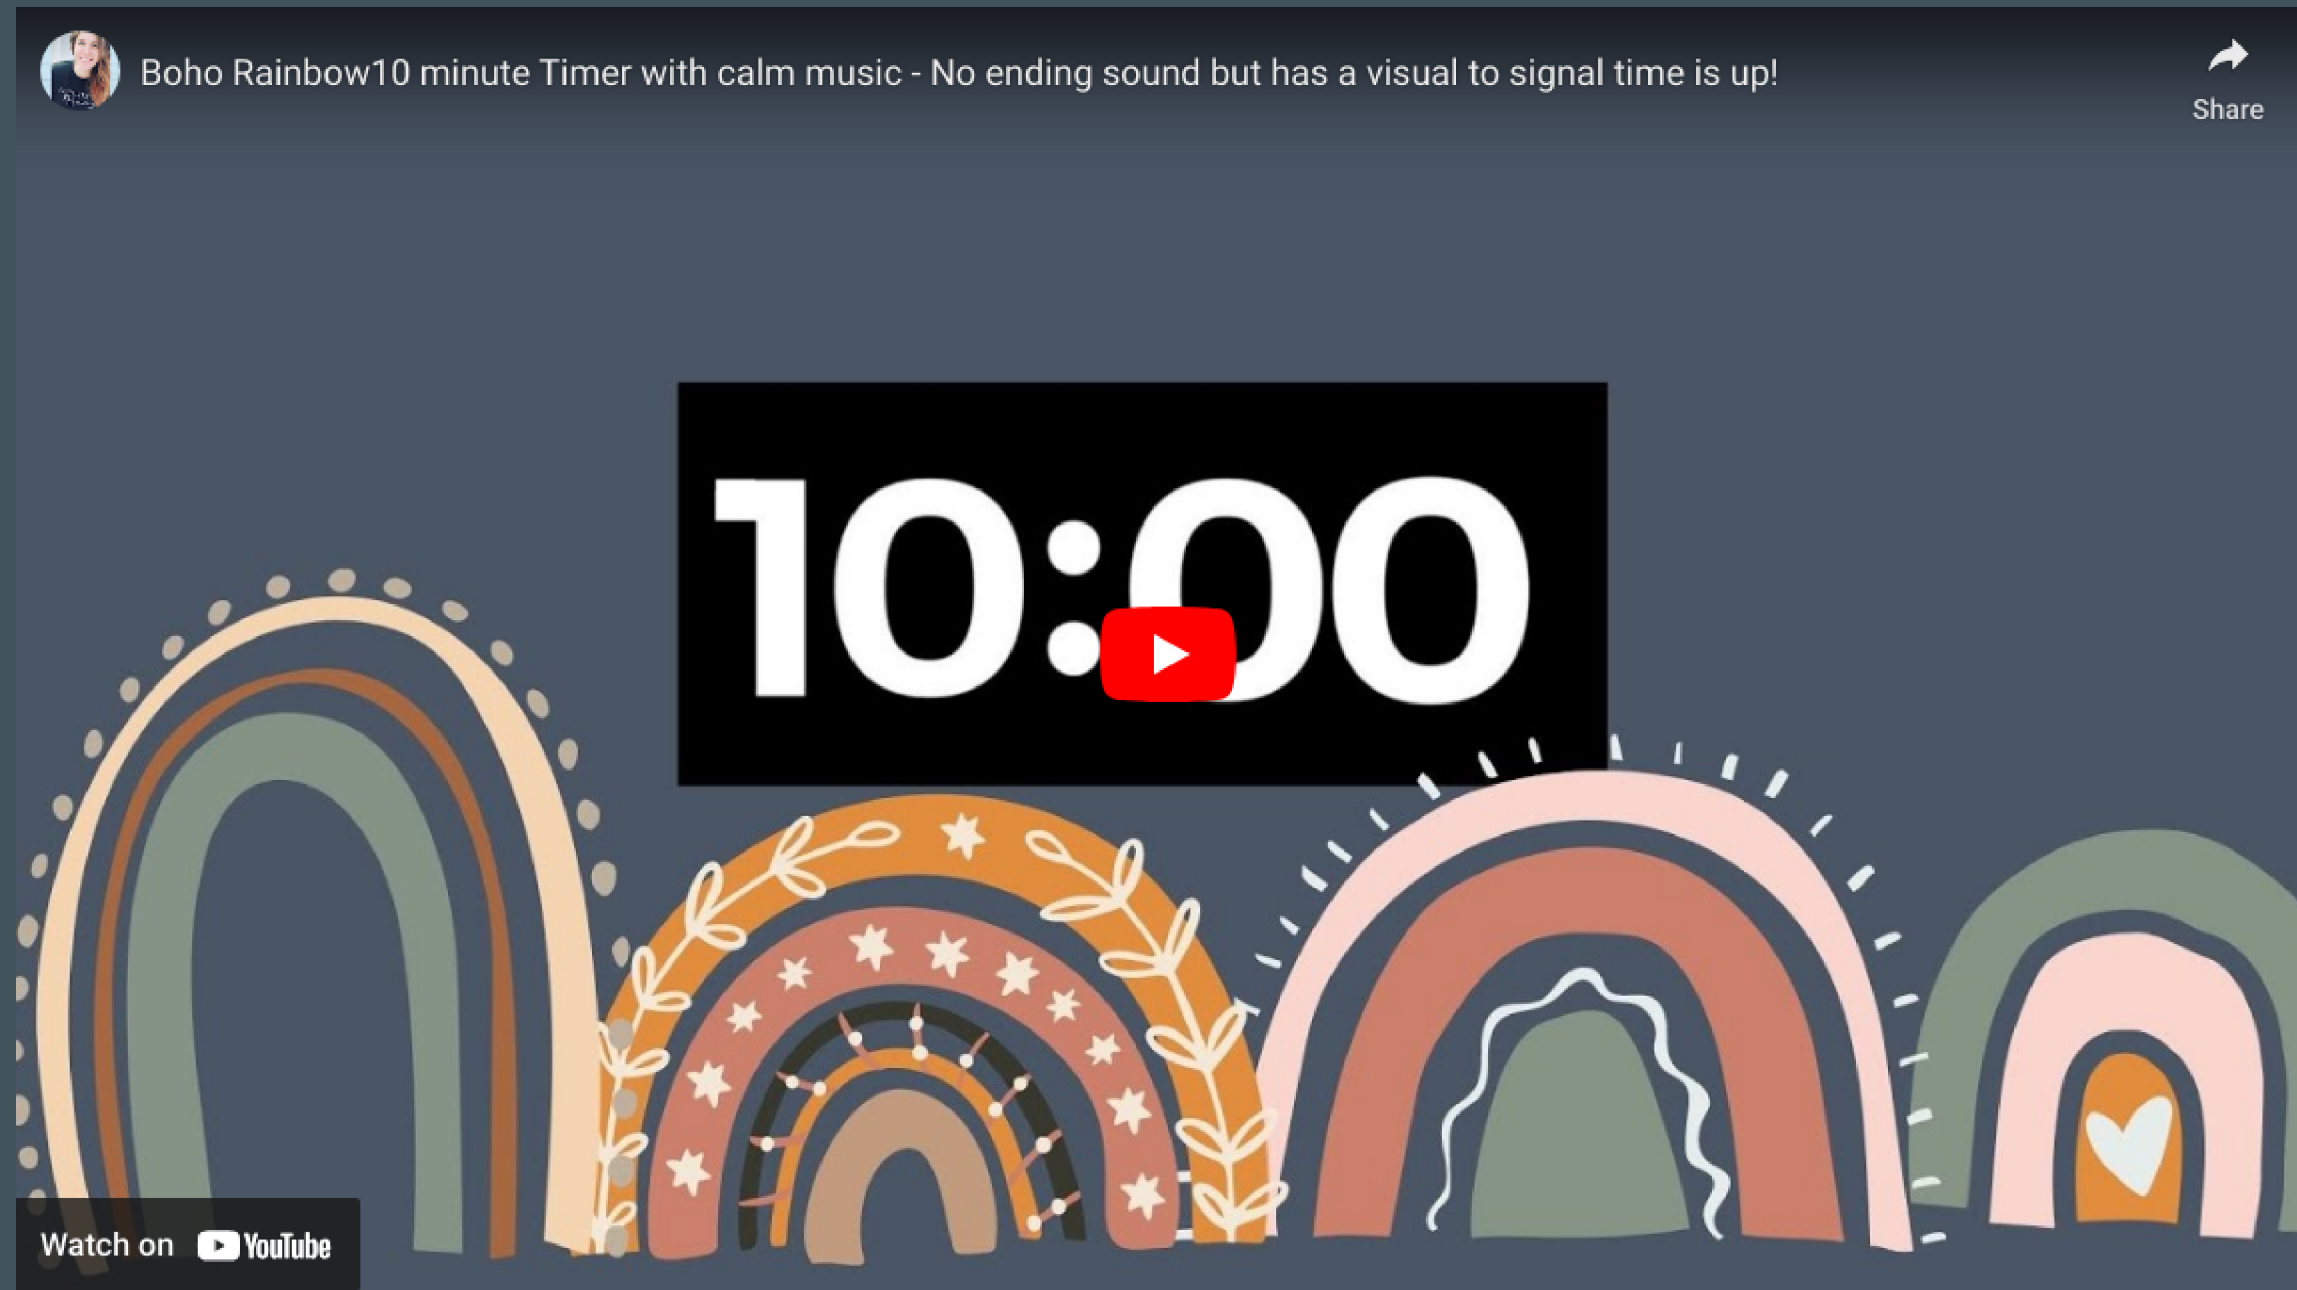 Boho Rainbow10 minute Timer with calm music - No ending sound but has a visual to signal time is up!
Share
10:00
Watch on YouTube